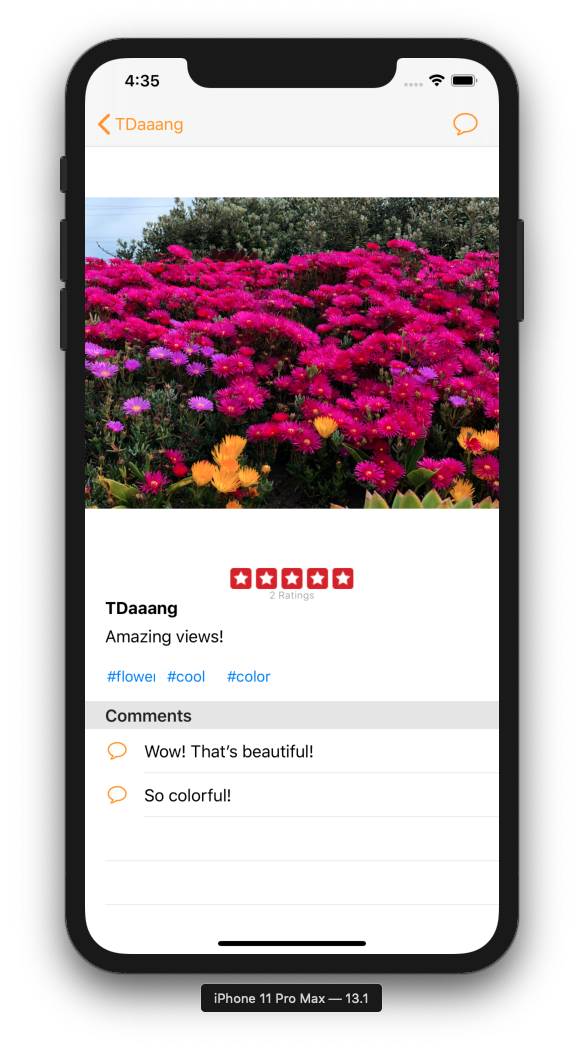 4:35
TDaaang
2 Ratings
TDaaang
Amazing views!
#flower #cool #color
Comments
Wow! That’s beautiful!
So colorful!
iPhone 11 Pro Max — 13.1